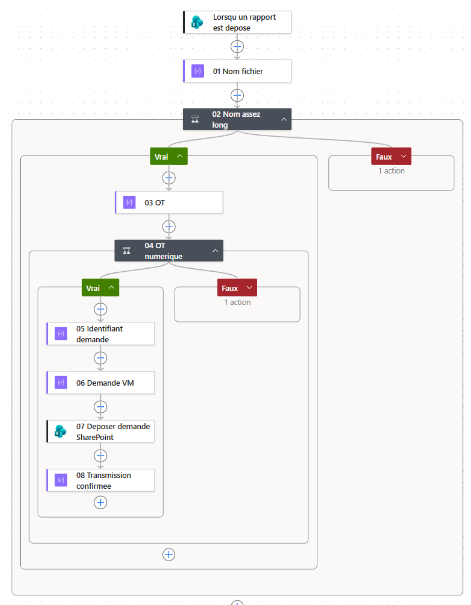 Lorsqu un rapport
est depose
01 Nom fichier
02 Nom assez
long
Vrai
Faux
1 action
03 OT
04 OT
numerique
Vrai
Faux
1 action
05 Identifiant
demande
06 Demande VM
07 Deposer demande
SharePoint
08 Transmission
confirmee